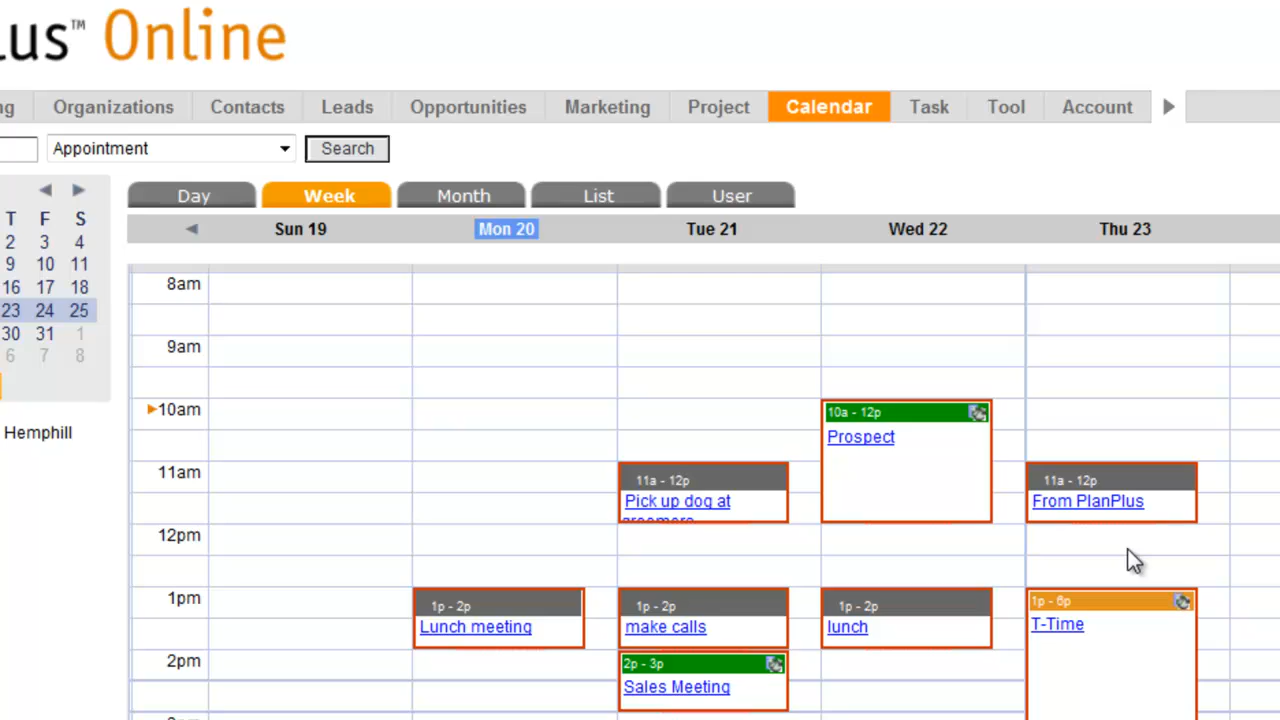 lus™ Online
ng Organizations Contacts Leads Opportunities Marketing Project Calendar Task Tool Account
Appointment Search
Day Week Month List User
Sun 19 Mon 20 Tue 21 Wed 22 Thu 23
T F S
2 3 4
9 10 11
16 17 18
23 24 25
30 31 1
6 7 8
Hemphill
8am
9am
10am
10a - 12p
Prospect
11am
11a - 12p
Pick up dog at
groomers
11a - 12p
From PlanPlus
12pm
1pm
1p - 2p
Lunch meeting
1p - 2p
make calls
1p - 2p
lunch
1p - 6p
T-Time
2pm
2p - 3p
Sales Meeting